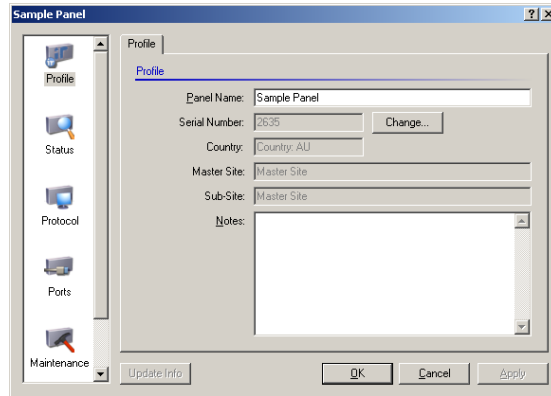 Sample Panel
Profile
Status
Protocol
Ports
Maintenance
Profile
Profile
Panel Name: Sample Panel
Serial Number: 2635 Change...
Country: Country: AU
Master Site: Master Site
Sub-Site: Master Site
Notes:
Update Info OK Cancel Apply